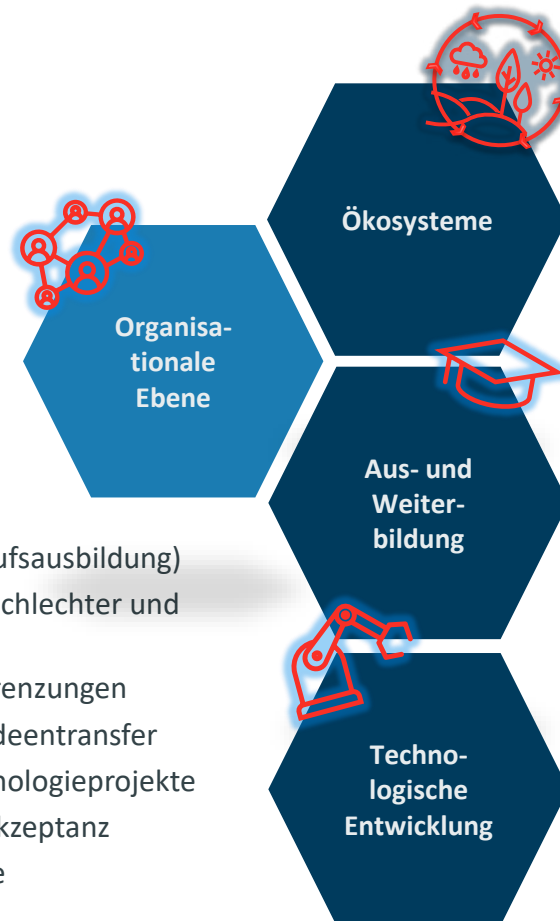 Ökosysteme
Organisa-
tionale
Ebene
Aus- und
Weiter-
bildung
ufsausbildung)
chlechter und
renzungen
deentransfer
nologieprojekte
kzeptanz
e
Techno-
logische
Entwicklung